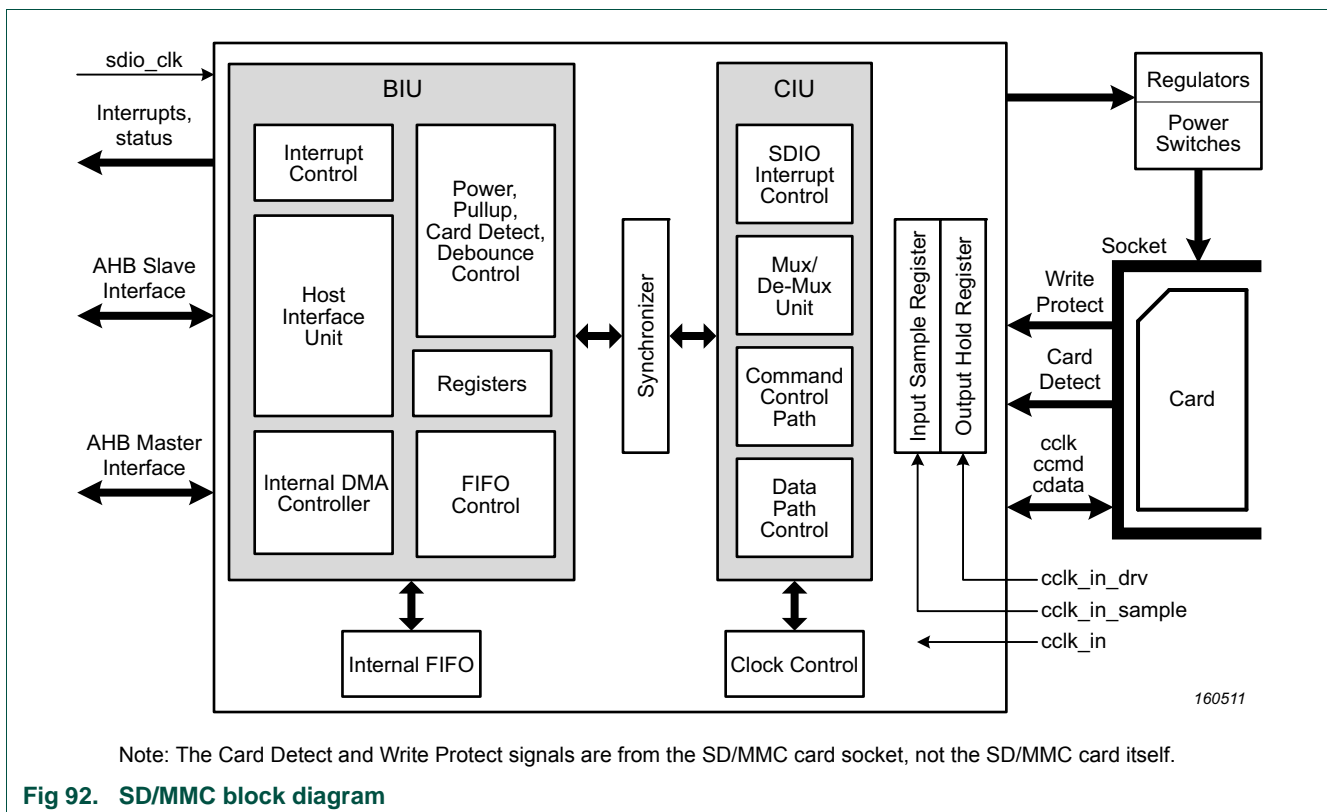 sdio_clk
Interrupts,
status
AHB Slave
Interface
AHB Master
Interface
BIU
Interrupt
Control
Host
Interface
Unit
Internal DMA
Controller
Power,
Pullup,
Card Detect,
Debounce
Control
Registers
FIFO
Control
Internal FIFO
Synchronizer
CIU
SDIO
Interrupt
Control
Mux/
De-Mux
Unit
Command
Control
Path
Data
Path
Control
Clock Control
Input Sample Register
Output Hold Register
Regulators
Power
Switches
Socket
Write
Protect
Card
Detect
cclk
ccmd
cdata
Card
cclk_in_drv
cclk_in_sample
cclk_in
160511
Note: The Card Detect and Write Protect signals are from the SD/MMC card socket, not the SD/MMC card itself.
Fig 92. SD/MMC block diagram